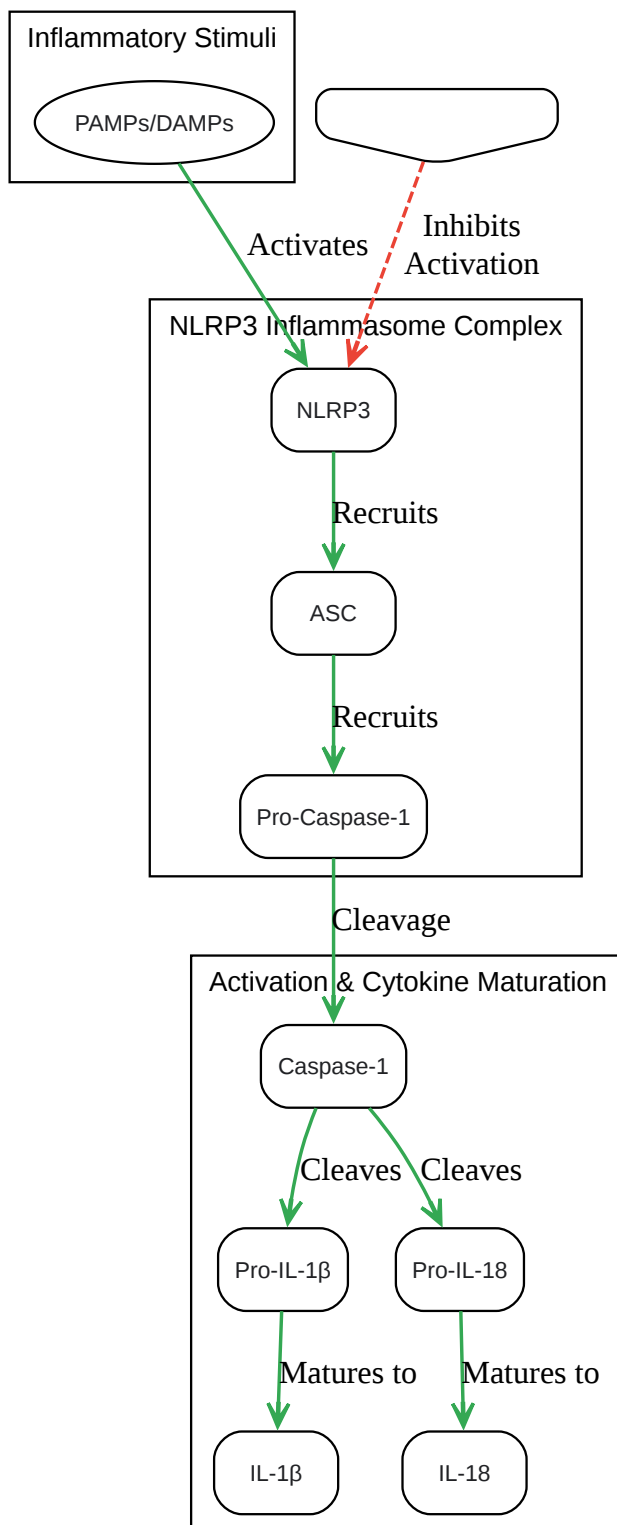 Inflammatory Stimuli
PAMPs/DAMPs
Activates
Inhibits
Activation
NLRP3 Inflammasome Complex
NLRP3
Recruits
ASC
Recruits
Pro-Caspase-1
Cleavage
Activation & Cytokine Maturation
Caspase-1
Cleaves
Cleaves
Pro-IL-1β
Pro-IL-18
Matures to
Matures to
IL-1β
IL-18